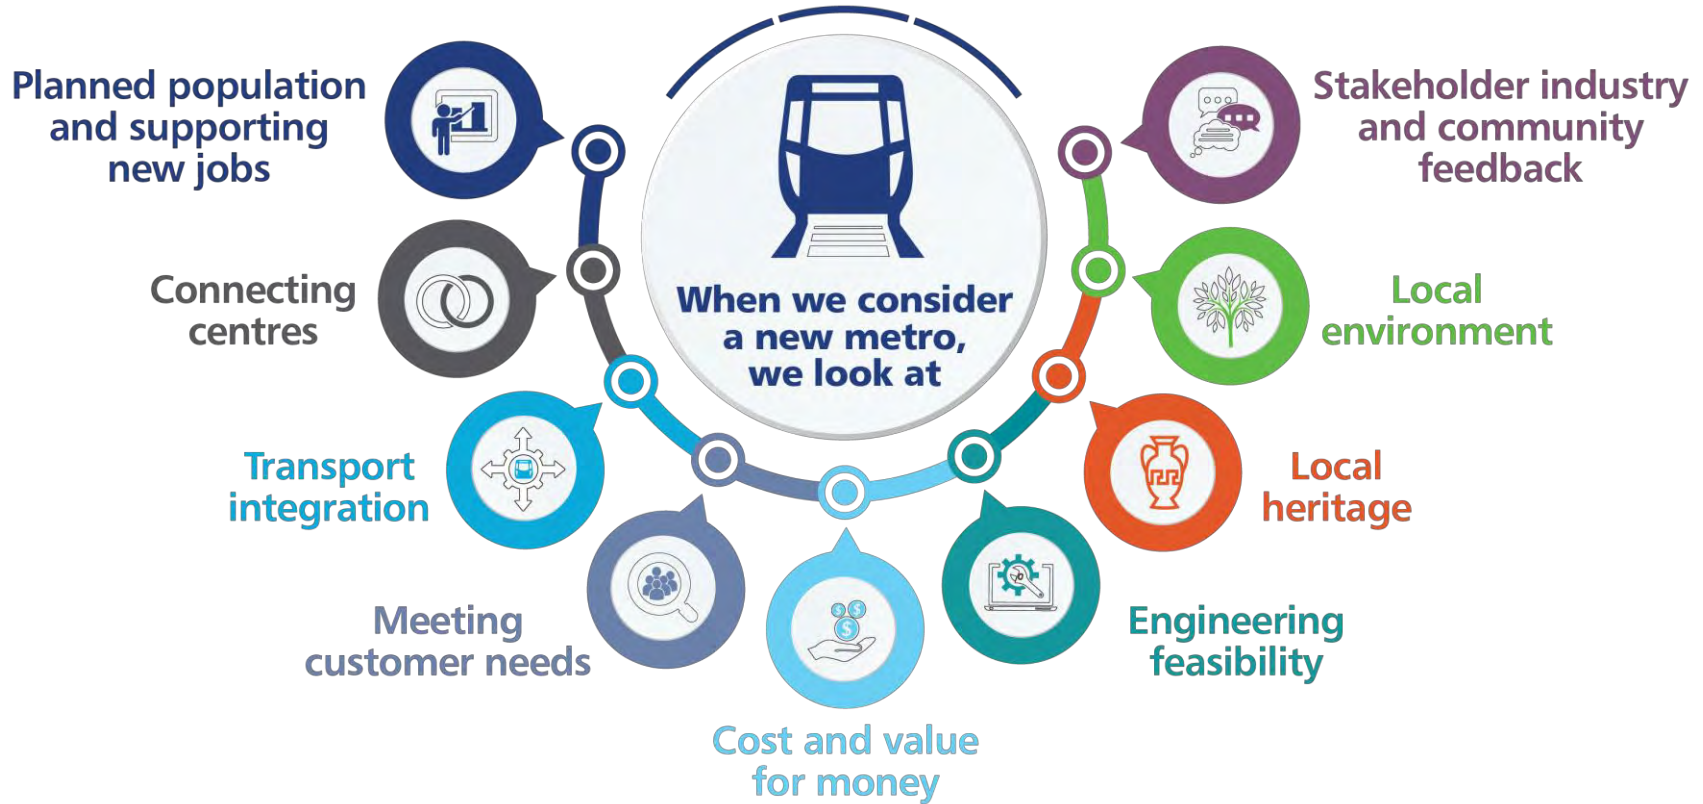 When we consider
a new metro,
we look at
Planned population
and supporting
new jobs
Connecting
centres
Transport
integration
Meeting
customer needs
Cost and value
for money
Engineering
feasibility
Local
heritage
Local
environment
Stakeholder industry
and community
feedback